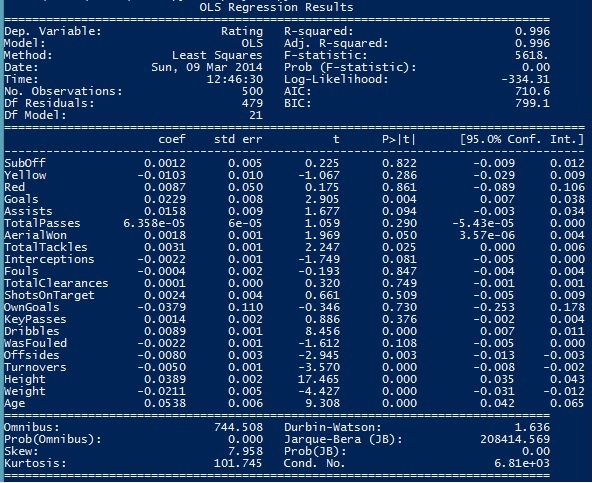 OLS Regression Results
==============================================================================
Dep. Variable: Rating R-squared: 0.996
Model: OLS Adj. R-squared: 0.996
Method: Least Squares F-statistic: 5618.
Date: Sun, 09 Mar 2014 Prob (F-statistic): 0.00
Time: 12:46:30 Log-Likelihood: -334.31
No. Observations: 500 AIC: 710.6
Df Residuals: 479 BIC: 799.1
Df Model: 21
==============================================================================
coef std err t P>|t| [95.0% Conf. Int.]
------------------------------------------------------------------------------
SubOff 0.0012 0.005 0.225 0.822 -0.009 0.012
Yellow -0.0103 0.010 -1.067 0.286 -0.029 0.009
Red 0.0087 0.050 0.175 0.861 -0.089 0.106
Goals 0.0229 0.008 2.905 0.004 0.007 0.038
Assists 0.0158 0.009 1.677 0.094 -0.003 0.034
TotalPasses 6.358e-05 6e-05 1.059 0.290 -5.43e-05 0.000
AerialWon 0.0018 0.001 1.969 0.050 3.57e-06 0.004
TotalTackles 0.0031 0.001 2.247 0.025 0.000 0.006
Interceptions -0.0022 0.001 -1.749 0.081 -0.005 0.000
Fouls -0.0004 0.002 -0.193 0.847 -0.004 0.004
TotalClearances 0.0001 0.000 0.320 0.749 -0.001 0.001
ShotsOnTarget 0.0024 0.004 0.661 0.509 -0.005 0.009
OwnGoals -0.0379 0.110 -0.346 0.730 -0.253 0.178
KeyPasses 0.0014 0.002 0.886 0.376 -0.002 0.004
Dribbles 0.0089 0.001 8.456 0.000 0.007 0.011
WasFouled -0.0022 0.001 -1.612 0.108 -0.005 0.000
Offsides -0.0080 0.003 -2.945 0.003 -0.013 -0.003
Turnovers -0.0050 0.001 -3.570 0.000 -0.008 -0.002
Height 0.0389 0.002 17.465 0.000 0.035 0.043
Weight -0.0211 0.005 -4.427 0.000 -0.031 -0.012
Age 0.0538 0.006 9.308 0.000 0.042 0.065
==============================================================================
Omnibus: 744.508 Durbin-Watson: 1.636
Prob(Omnibus): 0.000 Jarque-Bera (JB): 208414.569
Skew: 7.958 Prob(JB): 0.00
Kurtosis: 101.745 Cond. No. 6.81e+03
==============================================================================